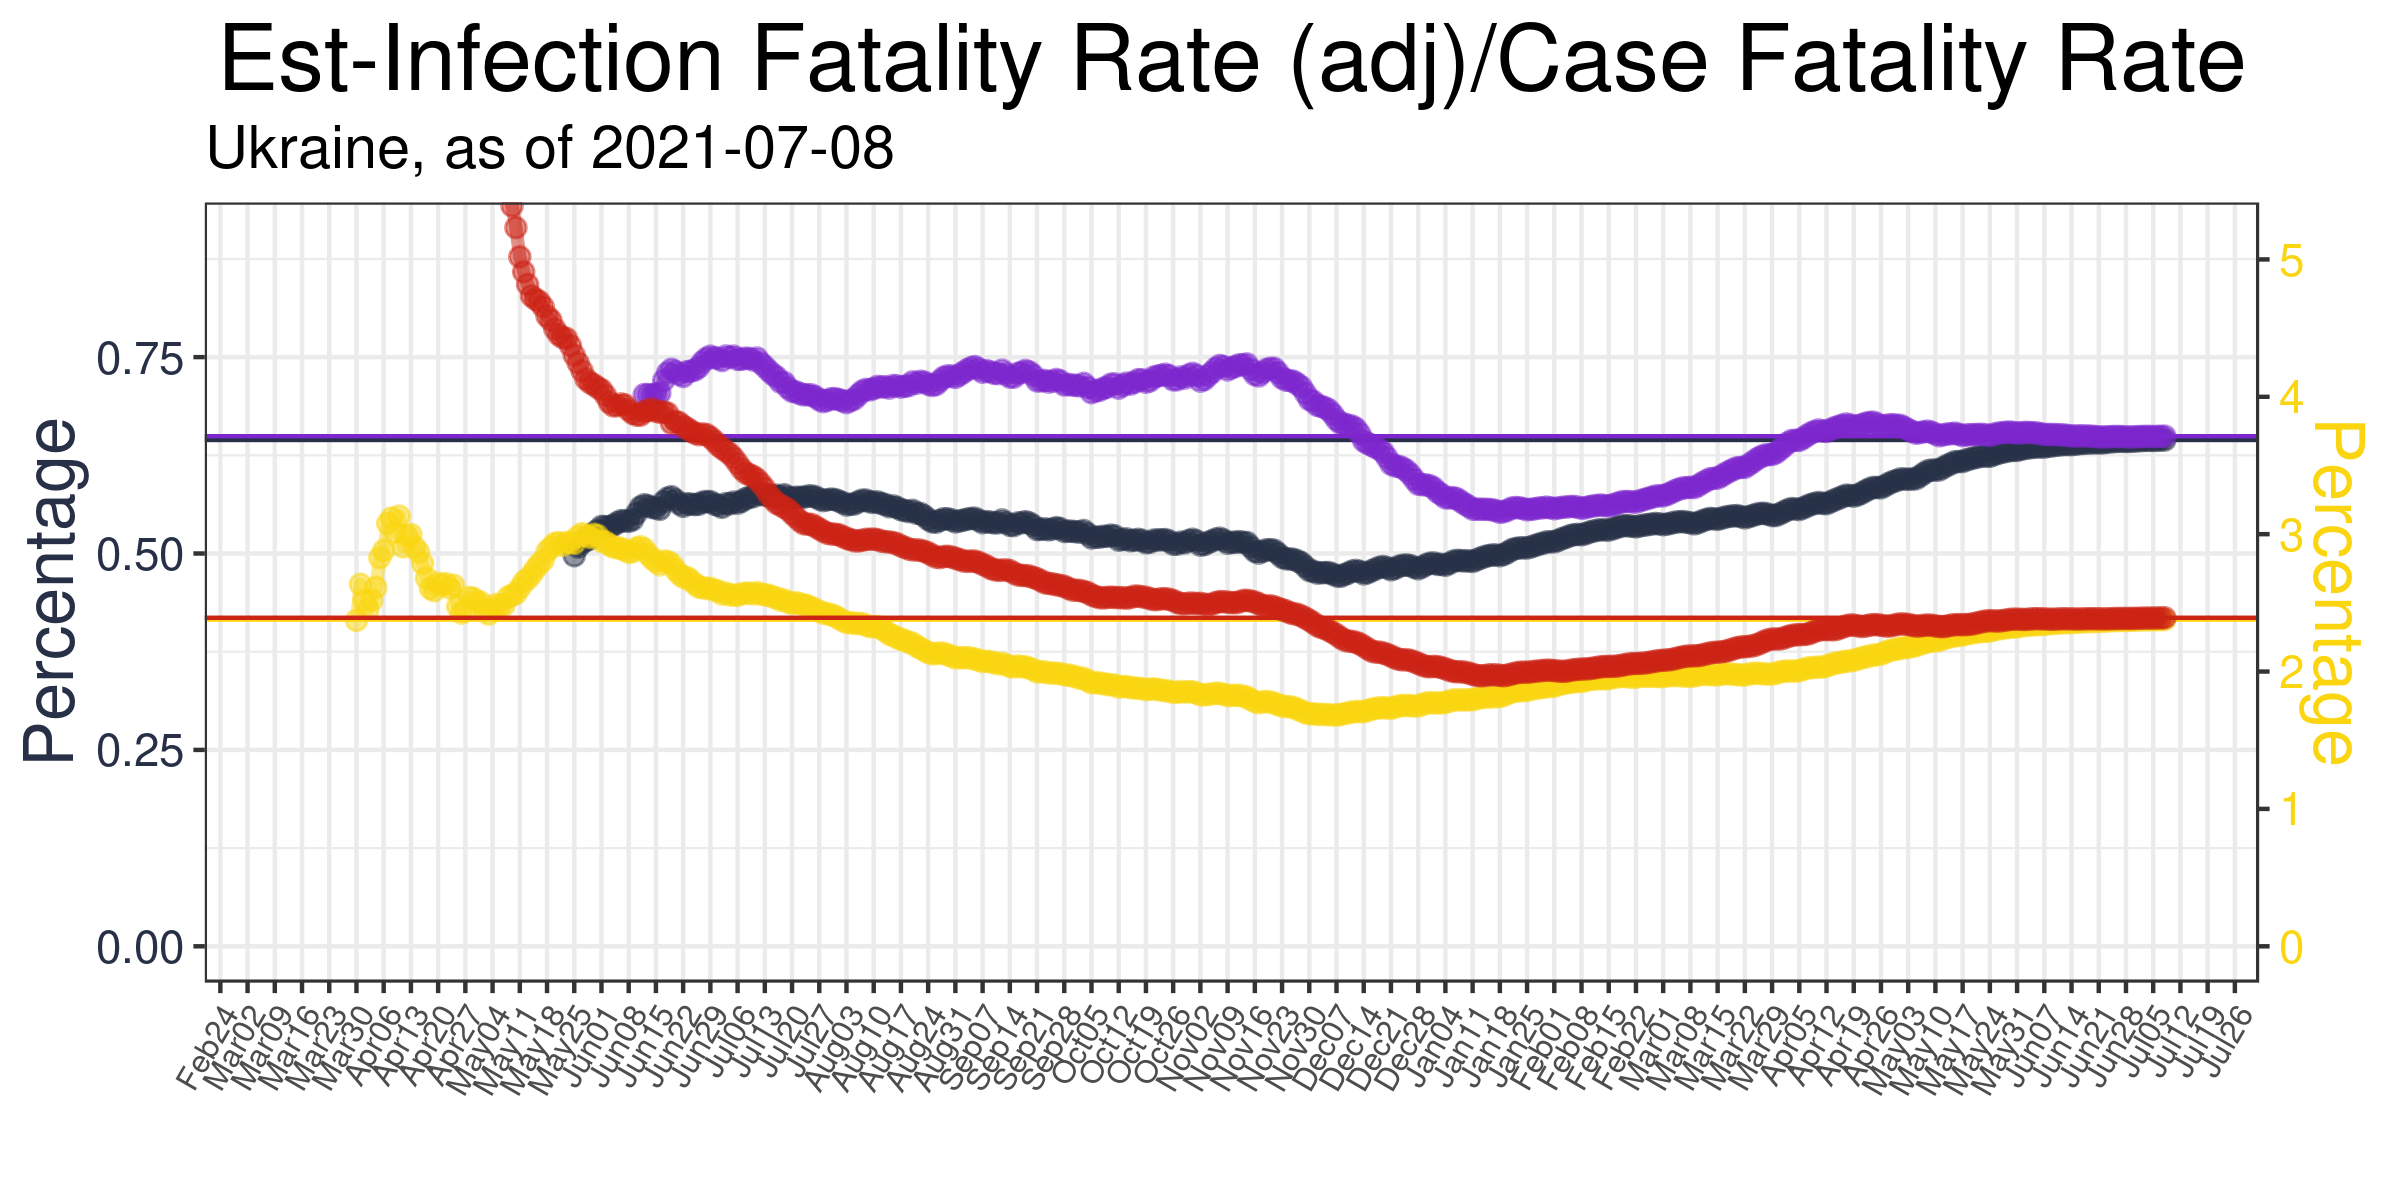 Est-Infection Fatality Rate (adj)/Case Fatality Rate
Ukraine, as of 2021-07-08
Percentage
0.75
0.50
0.25
0.00
5
4
3
2
1
0
Percentage
Feb24
Mar02
Mar09
Mar16
Mar23
Mar30
Apr06
Apr13
Apr20
Apr27
May04
May11
May18
May25
Jun01
Jun08
Jun15
Jun22
Jun29
Jul06
Jul13
Jul20
Jul27
Aug03
Aug10
Aug17
Aug24
Aug31
Sep07
Sep14
Sep21
Sep28
Oct05
Oct12
Oct19
Oct26
Nov02
Nov09
Nov16
Nov23
Nov30
Dec07
Dec14
Dec21
Dec28
Jan04
Jan11
Jan18
Jan25
Feb01
Feb08
Feb15
Feb22
Mar01
Mar08
Mar15
Mar22
Mar29
Apr05
Apr12
Apr19
Apr26
May03
May10
May17
May24
May31
Jun07
Jun14
Jun21
Jun28
Jul05
Jul12
Jul19
Jul26